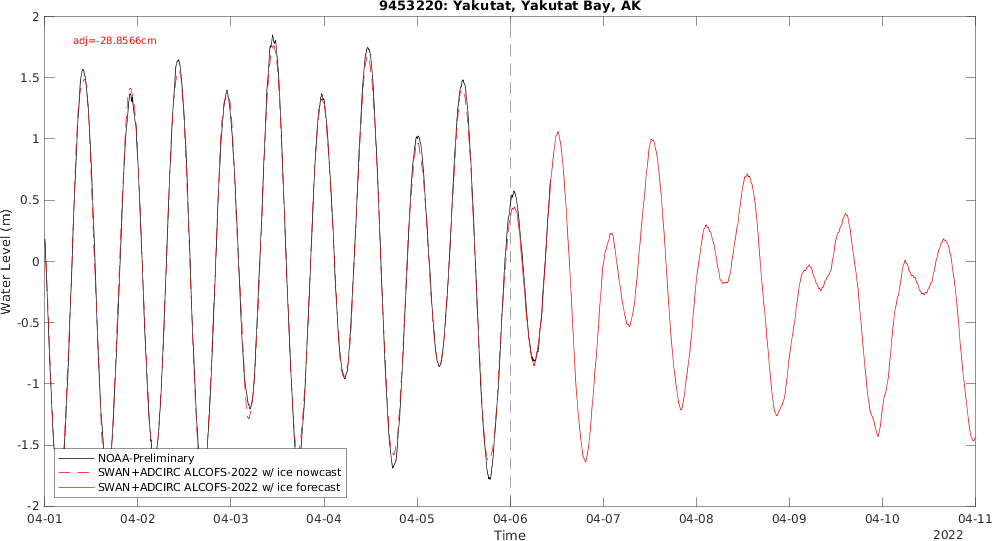 9453220: Yakutat, Yakutat Bay, AK
adj=-28.8566cm
2
1.5
1
0.5
0
-0.5
-1
-1.5
-2
Water Level (m)
NOAA-Preliminary
SWAN+ADCIRC ALCOFS-2022 w/ ice nowcast
SWAN+ADCIRC ALCOFS-2022 w/ ice forecast
04-01 04-02 04-03 04-04 04-05 04-06 04-07 04-08 04-09 04-10 04-11
Time
2022